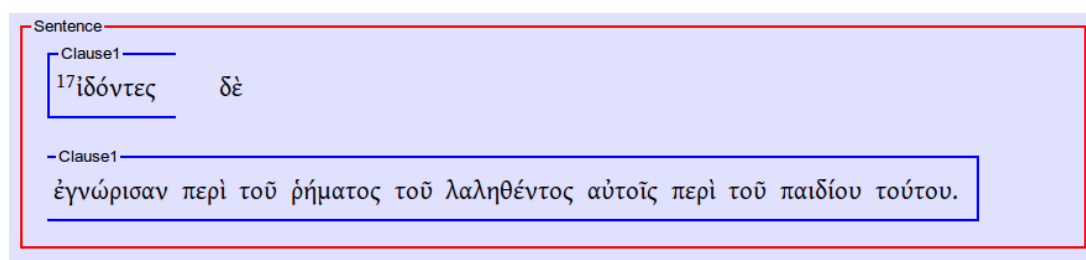 Sentence
Clause1
17ἰδόντες δὲ
Clause1
ἐγνώρισαν περὶ τοῦ ῥήματος τοῦ λαληθέντος αὐτοῖς περὶ τοῦ παιδίου τούτου.